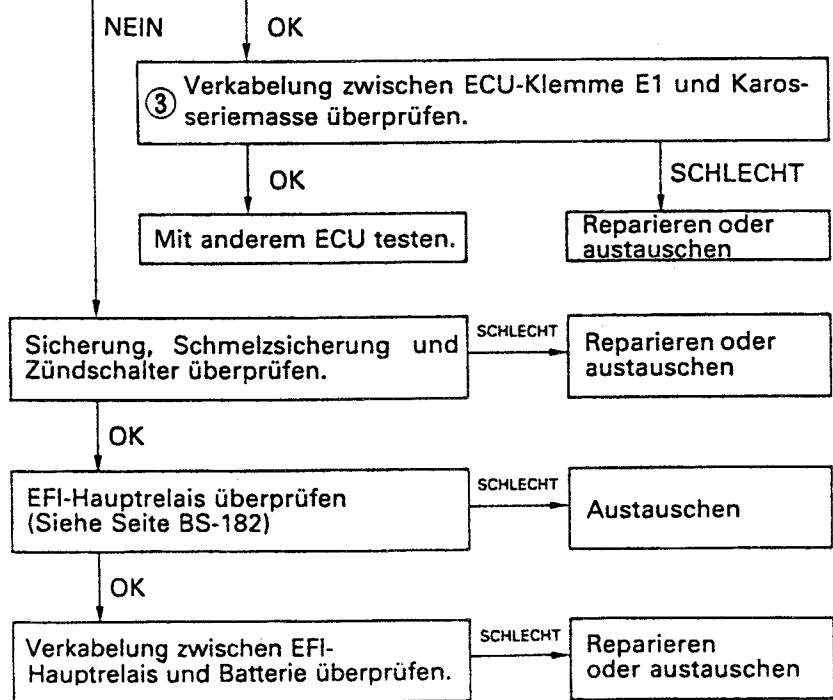 NEIN
OK
③ Verkabelung zwischen ECU-Klemme E1 und Karos-
seriemasse überprüfen.
OK
SCHLECHT
Mit anderem ECU testen.
Reparieren oder
austauschen
Sicherung, Schmelzsicherung und
Zündschalter überprüfen.
SCHLECHT
Reparieren oder
austauschen
OK
EFI-Hauptrelais überprüfen
(Siehe Seite BS-182)
SCHLECHT
Austauschen
OK
Verkabelung zwischen EFI-
Hauptrelais und Batterie überprüfen.
SCHLECHT
Reparieren
oder austauschen